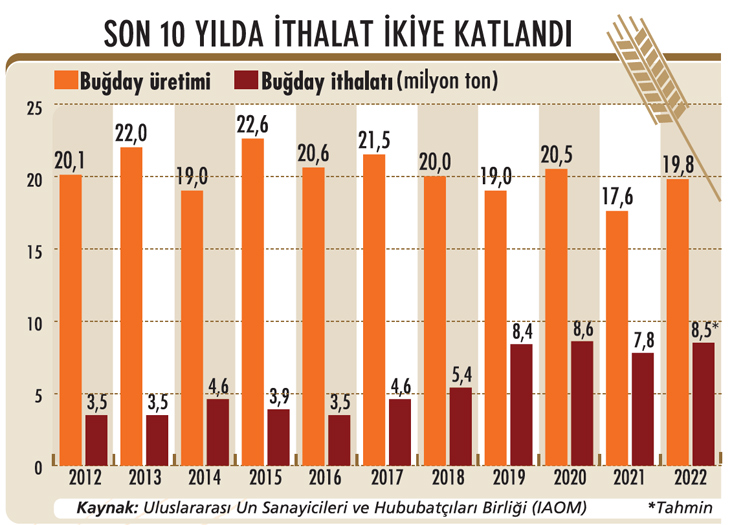 SON 10 YILDA İTHALAT İKİYE KATLANDI
Buğday üretimi Buğday ithalatı (milyon ton)
25
20
15
10
5
0
20,1 22,0 19,0 22,6 20,6 21,5 20,0 19,0 20,5 17,6 19,8
3,5 3,5 4,6 3,9 3,5 4,6 5,4 8,4 8,6 7,8 8,5*
2012 2013 2014 2015 2016 2017 2018 2019 2020 2021 2022
Kaynak: Uluslararası Un Sanayicileri ve Hububatçıları Birliği (IAOM) *Tahmin